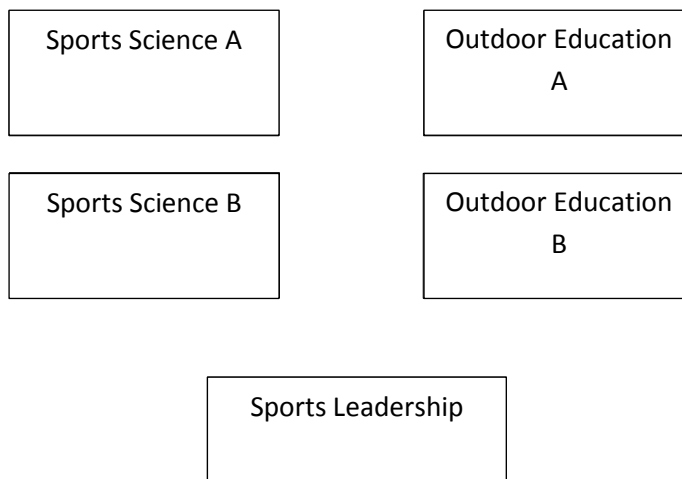 Sports Science A
Outdoor Education
A
Sports Science B
Outdoor Education
B
Sports Leadership